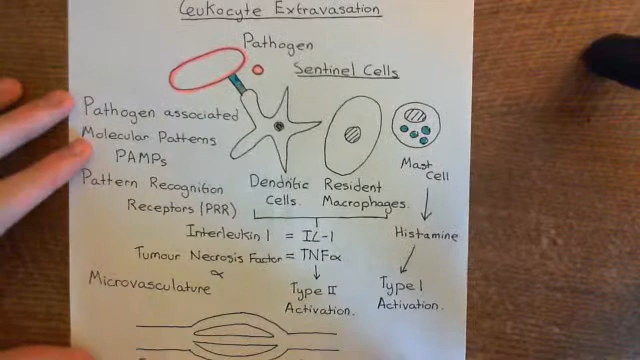 Leukocyte Extravasation
Pathogen
Sentinel Cells
Pathogen associated
Molecular Patterns
PAMPs
Pattern Recognition
Receptors (PRR)
Dendritic
Cells.
Resident
Macrophages.
Mast
Cell
Interleukin 1 = IL-1
Tumour Necrosis Factor = TNFα
α
Histamine
Microvasculature
Type II
Activation.
Type I
Activation.